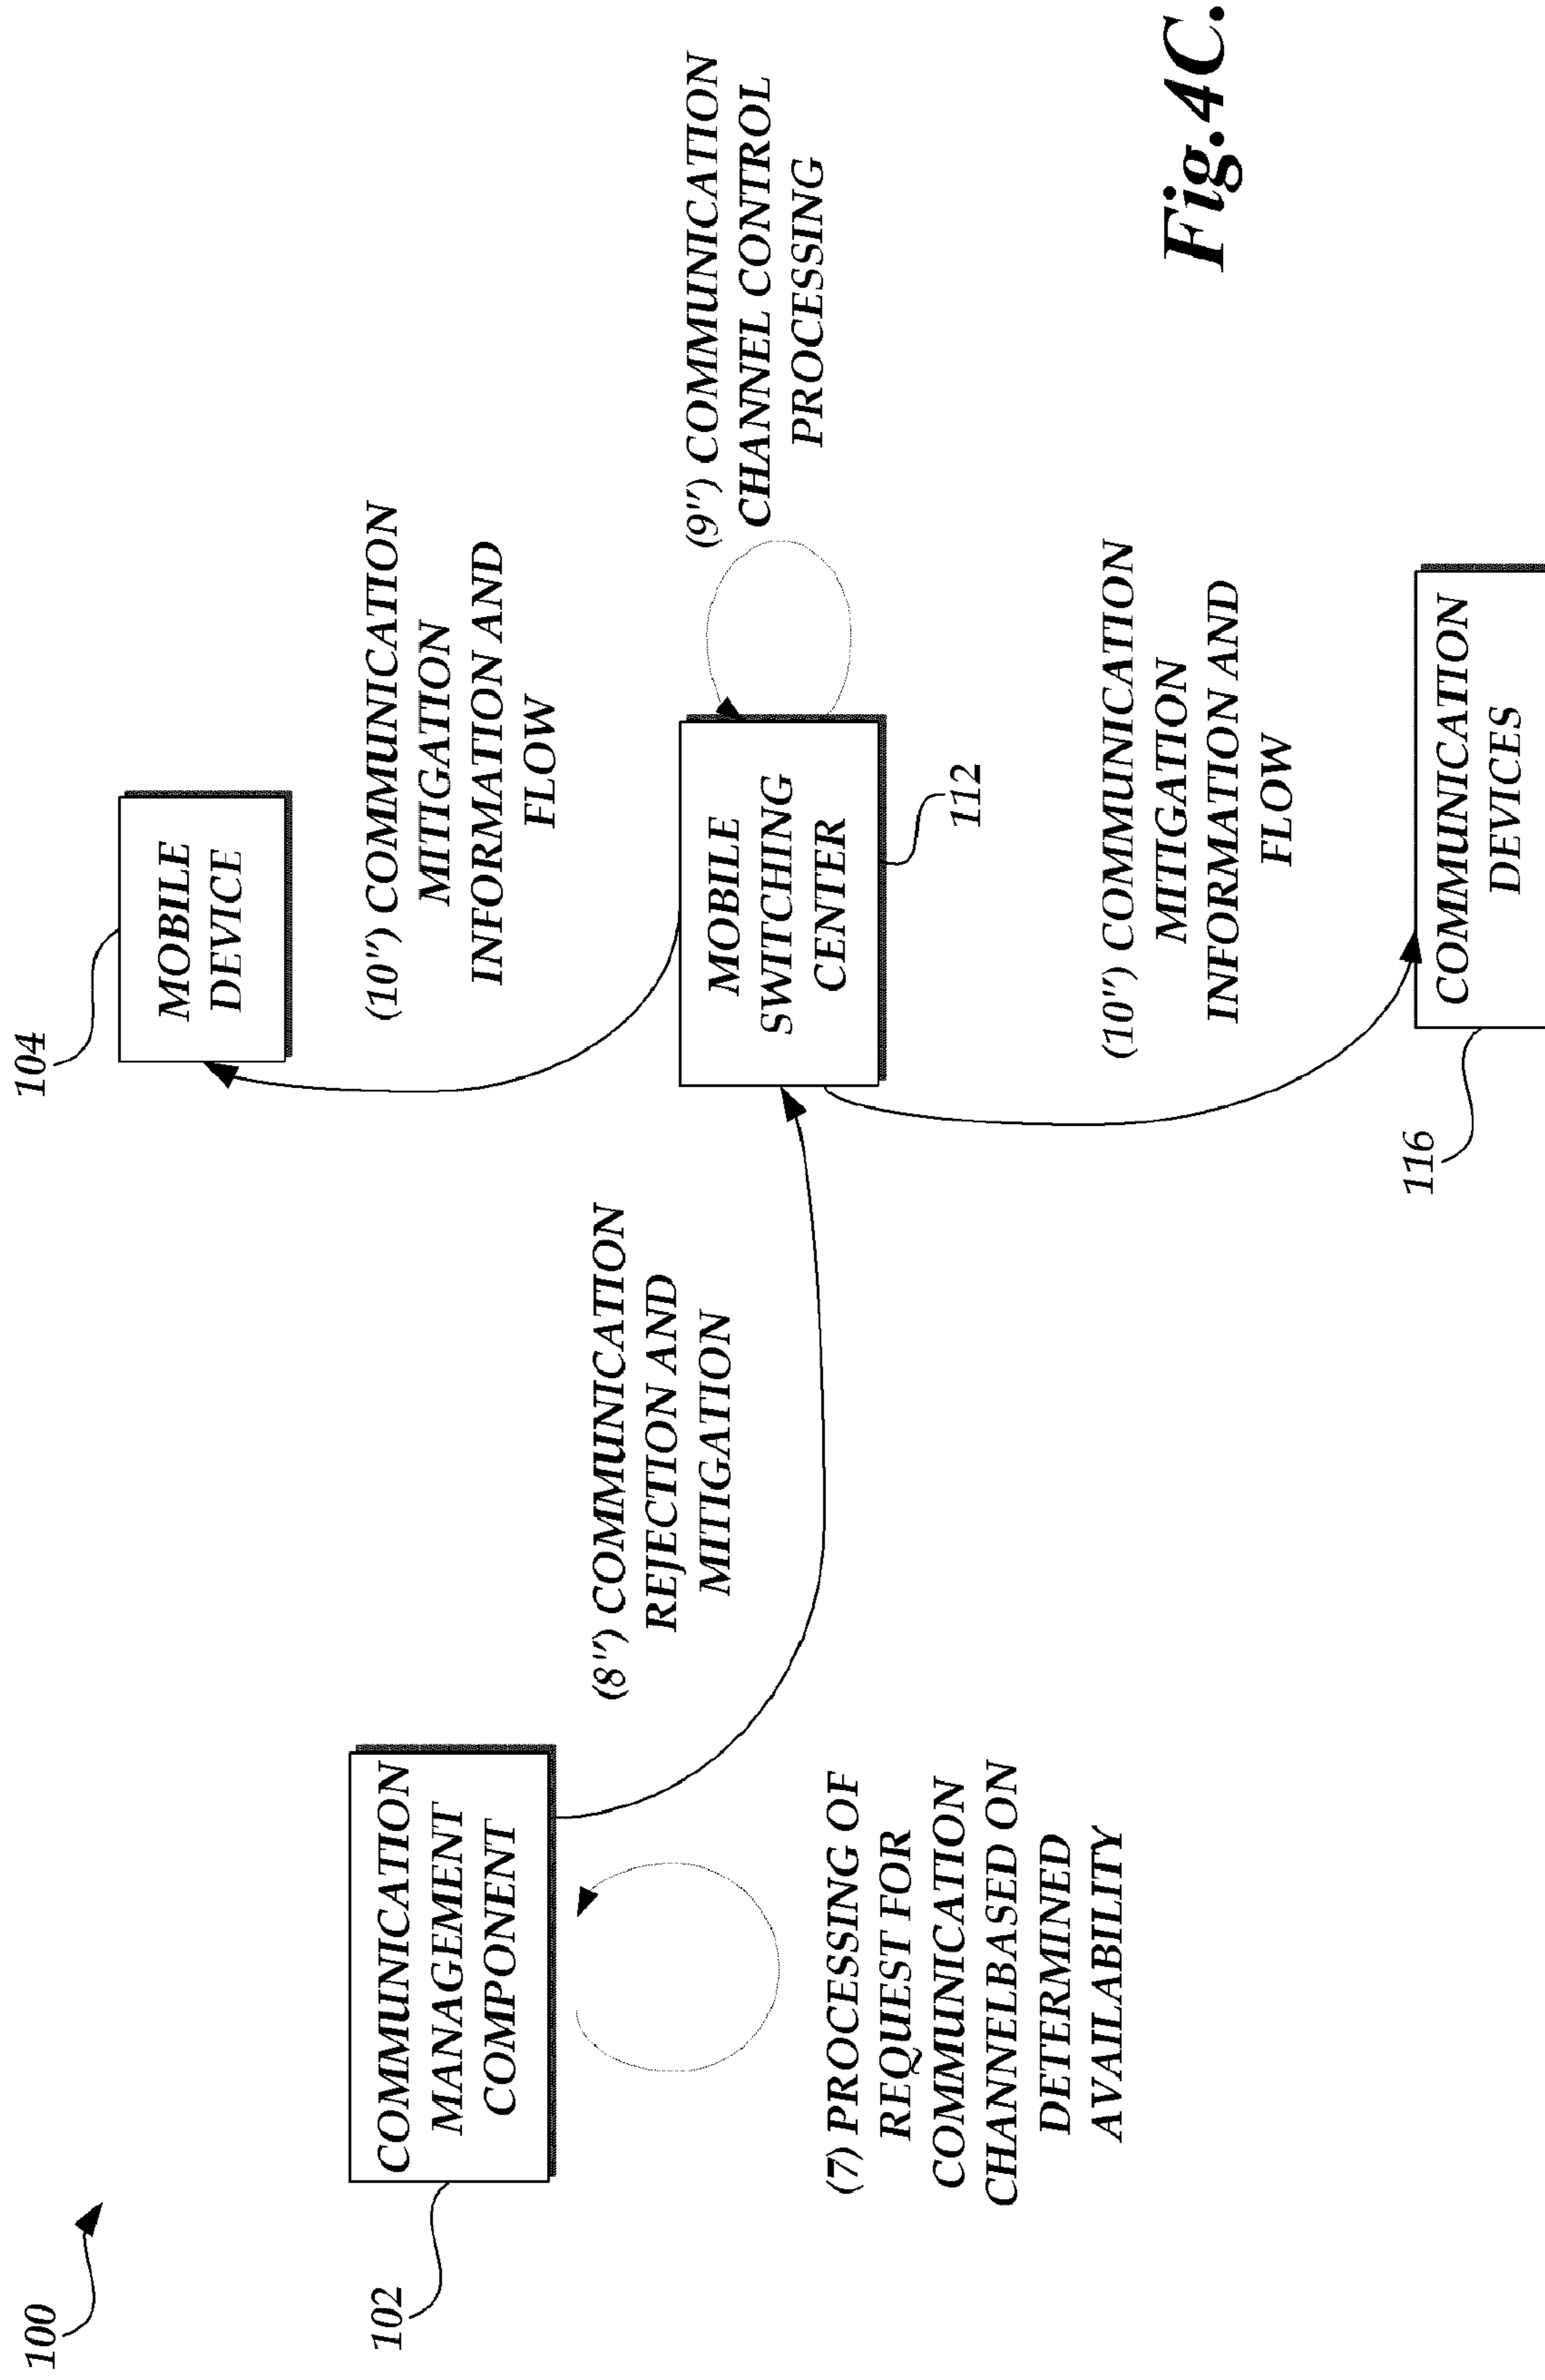 100
104
MOBILE
DEVICE
102
COMMUNICATION
MANAGEMENT
COMPONENT
(10") COMMUNICATION
MITIGATION
INFORMATION AND
FLOW
(8") COMMUNICATION
REJECTION AND
MITIGATION
MOBILE
SWITCHING
CENTER
(9") COMMUNICATION
CHANNEL CONTROL
PROCESSING
112
(7) PROCESSING OF
REQUEST FOR
COMMUNICATION
CHANNELBASED ON
DETERMINED
AVAILABILITY
(10") COMMUNICATION
MITIGATION
INFORMATION AND
FLOW
116
COMMUNICATION
DEVICES
Fig.4C.